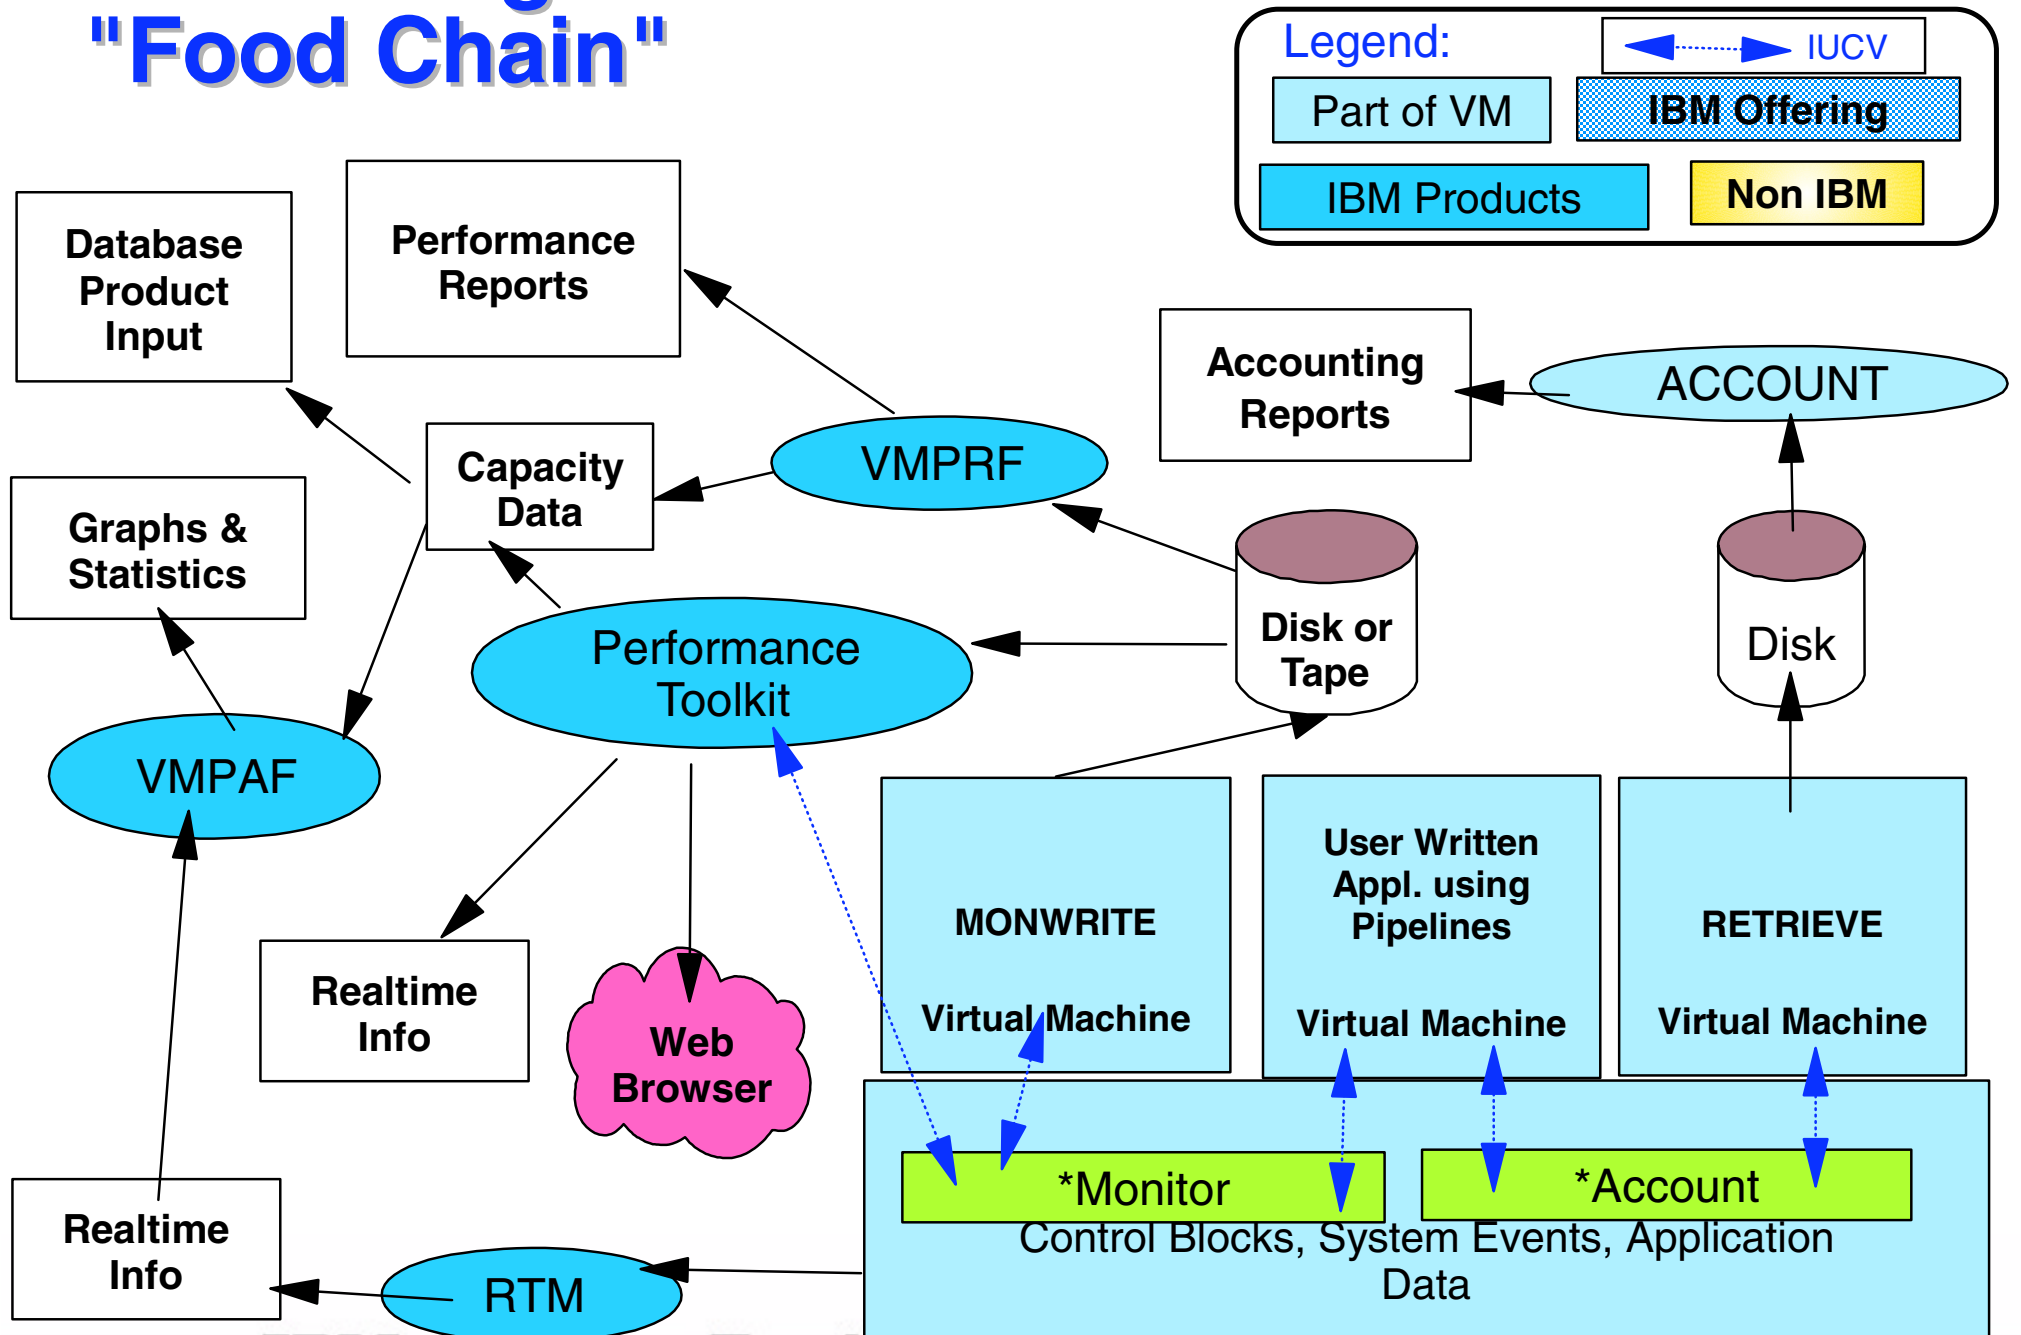 "Food Chain"
Legend:
IUCV
Part of VM
IBM Offering
IBM Products
Non IBM
Database
Product
Input
Performance
Reports
Accounting
Reports
ACCOUNT
Capacity
Data
VMPRF
Graphs &
Statistics
Performance
Toolkit
Disk or
Tape
Disk
VMPAF
MONWRITE
Virtual Machine
User Written
Appl. using
Pipelines
Virtual Machine
RETRIEVE
Virtual Machine
Realtime
Info
Web
Browser
*Monitor
*Account
Control Blocks, System Events, Application
Data
Realtime
Info
RTM